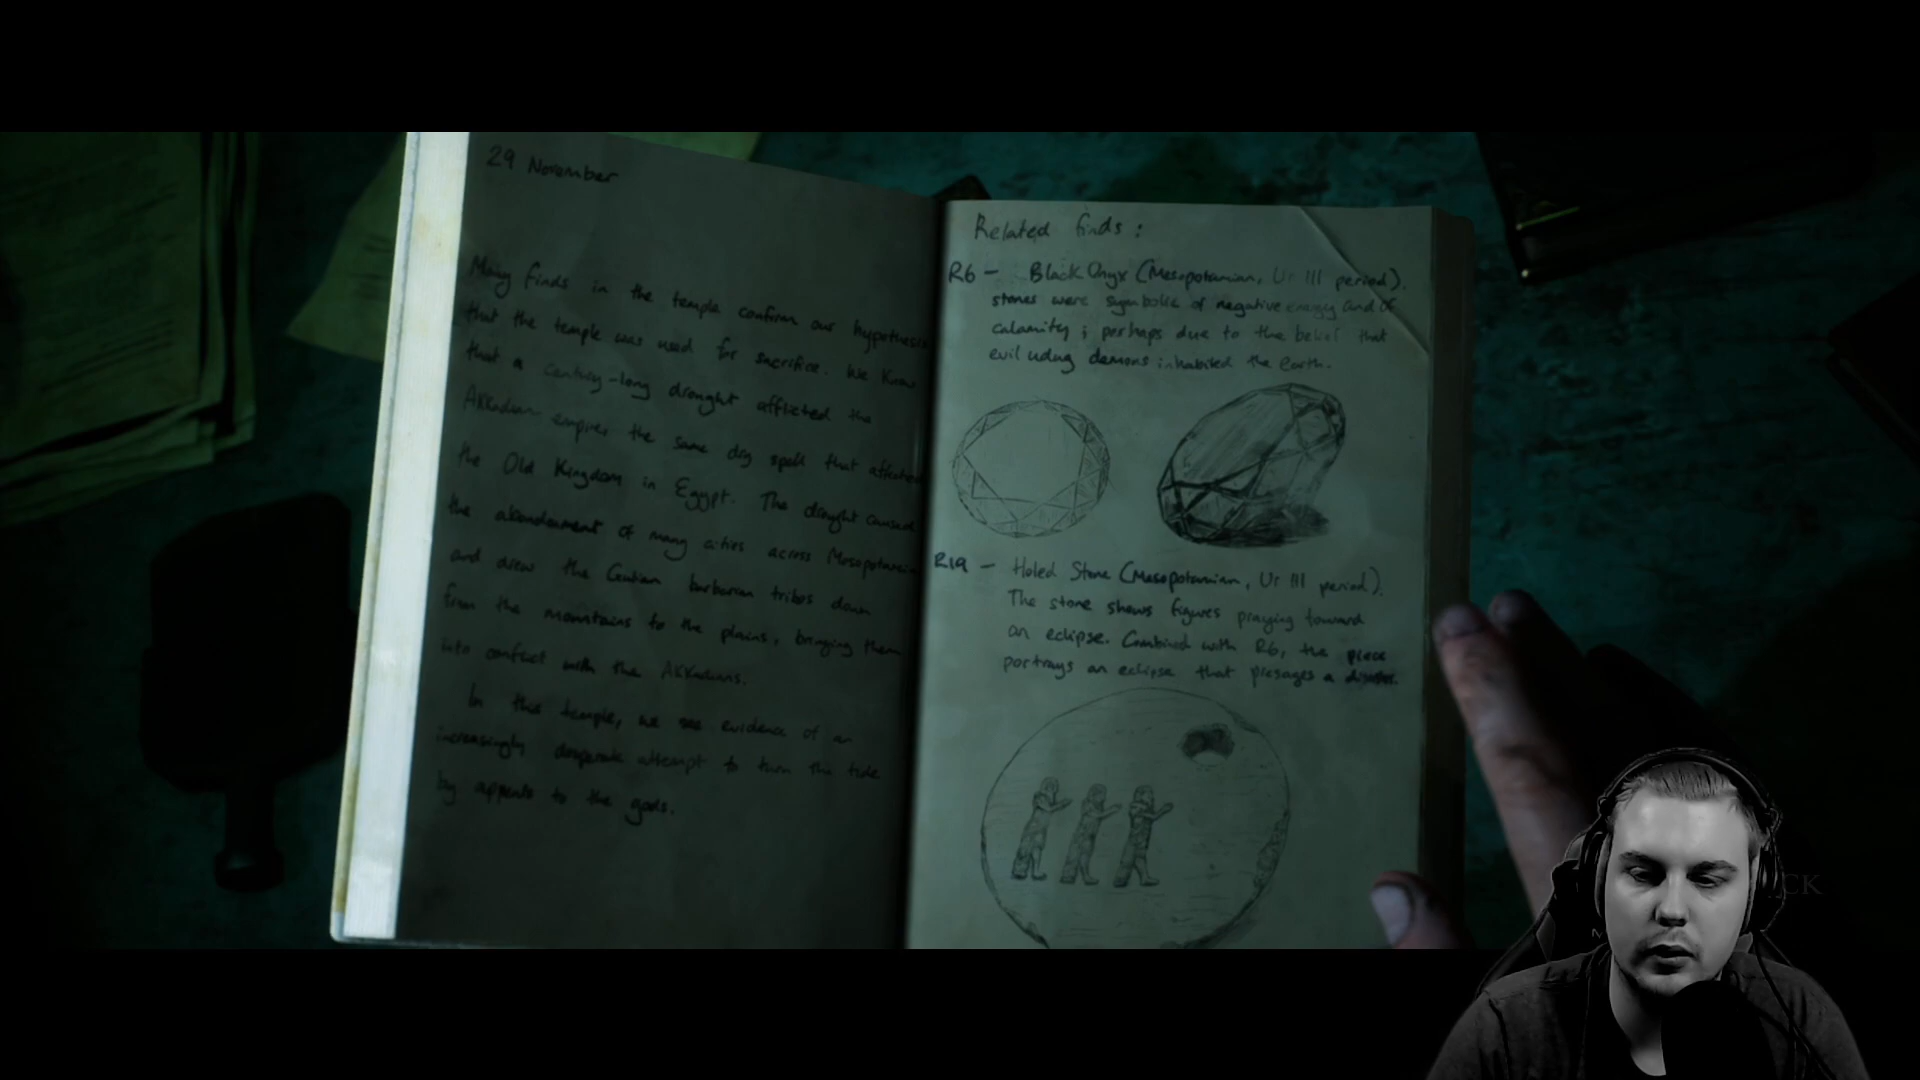 29 November
Many finds in the temple confirm our hypothesis
that the temple was used for sacrifice. We know
that a century-long drought afflicted the
Akkadian empire, the same dry spell that affected
the Old Kingdom in Egypt. The drought caused
the abandonment of many cities across Mesopotamia
and drew the Gutian barbarian tribes down
from the mountains to the plains, bringing them
into conflict with the Akkadians.
In this temple, we see evidence of an
increasingly desperate attempt to turn the tide
by appeals to the gods.
Related finds:
R6 - Black Onyx (Mesopotamian, Ur III period).
stones were symbolic of negative energy and of
calamity; perhaps due to the belief that
evil udug demons inhabited the earth.
R19 - Holed Stone (Mesopotamian, Ur III period).
The stone shows figures praying toward
an eclipse. Combined with R6, the piece
portrays an eclipse that presages a disaster.
CK